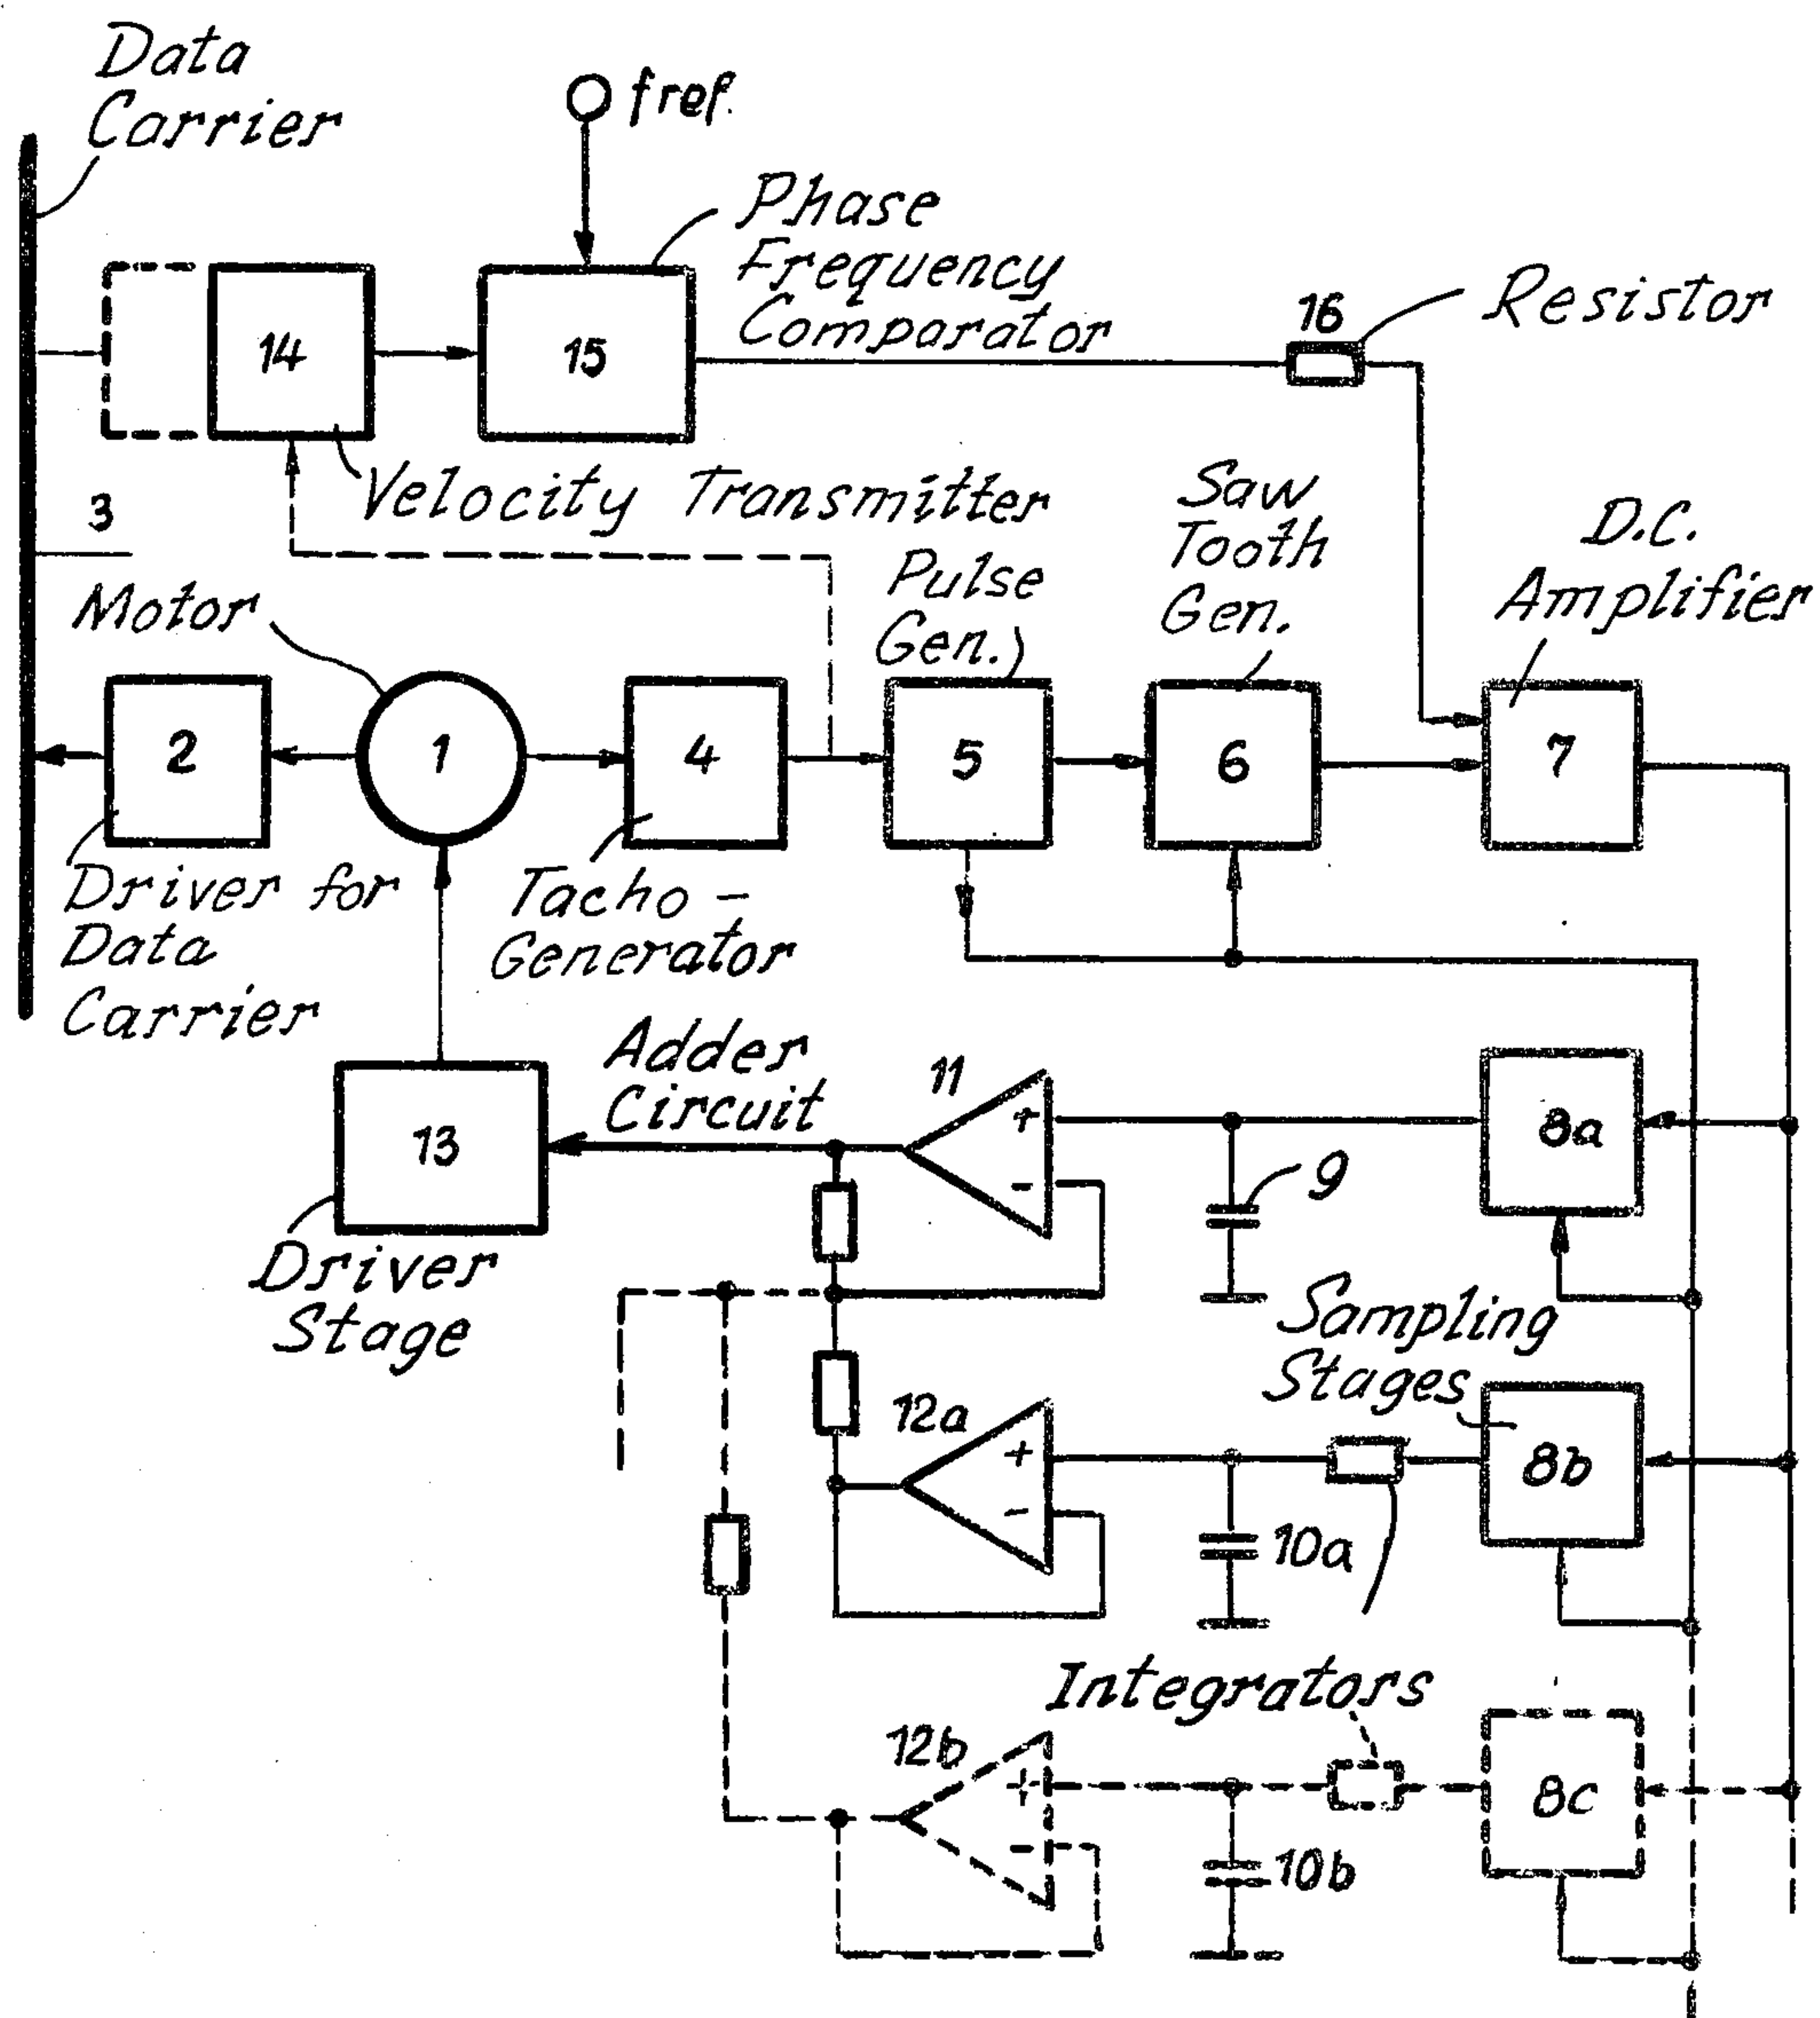 Data
Carrier
fref.
Phase
Frequency
Comparator
16
Resistor
14
15
Velocity Transmitter
3
Saw
Tooth
Gen.
D.C.
Amplifier
Pulse
Gen.
Motor
2
1
4
5
6
7
Driver for
Data
Carrier
Tacho -
Generator
Adder
Circuit
11
+
-
13
8a
9
Driver
Stage
Sampling
Stages
12a
+
-
8b
10a
Integrators
12b
+
-
8c
10b